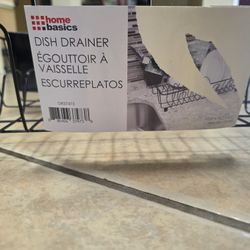 home
basics
DISH DRAINER
ÉGOUTTOIR À
VAISSELLE
ESCURREPLATOS